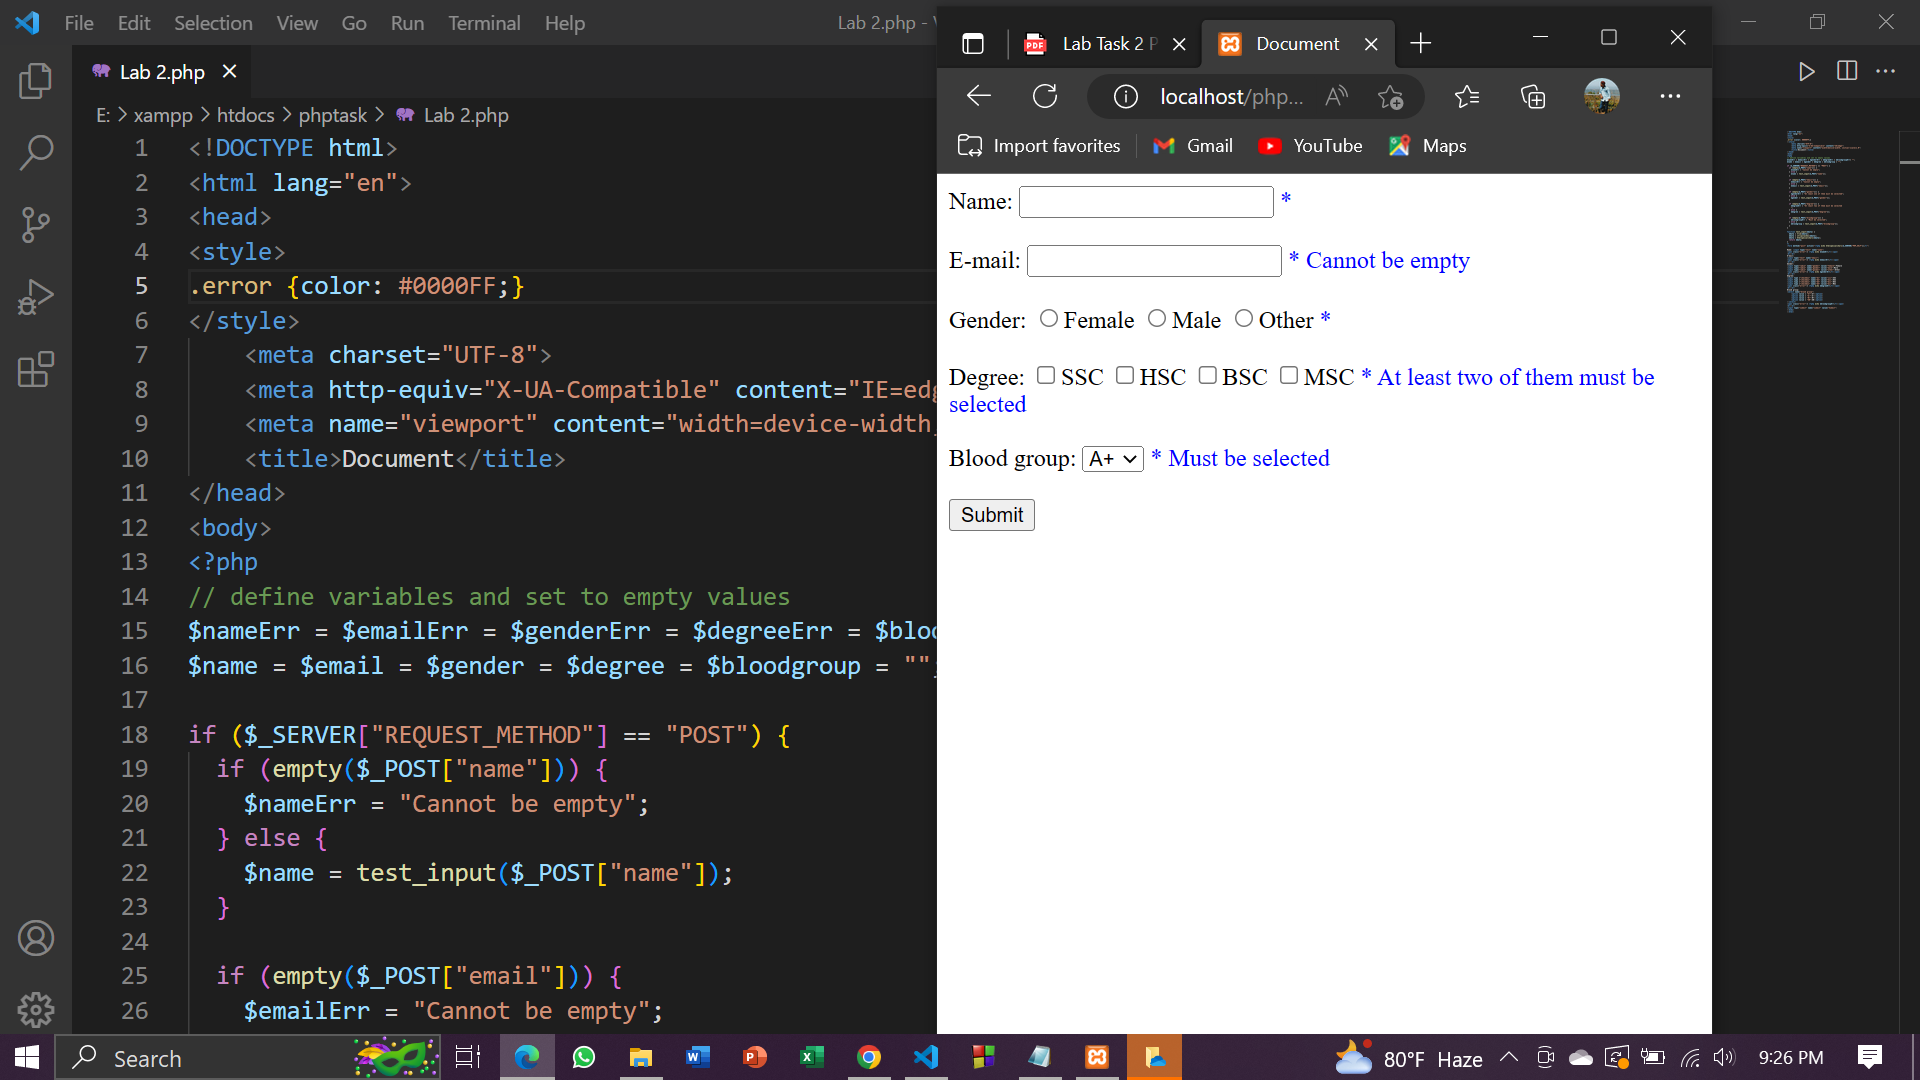 File Edit Selection View Go Run Terminal Help
Lab 2.php -
Lab 2.php
E: > xampp > htdocs > phptask > Lab 2.php
1 <!DOCTYPE html>
2 <html lang="en">
3 <head>
4 <style>
5 .error {color: #0000FF;}
6 </style>
7 <meta charset="UTF-8">
8 <meta http-equiv="X-UA-Compatible" content="IE=edg
9 <meta name="viewport" content="width=device-width,
10 <title>Document</title>
11 </head>
12 <body>
13 <?php
14 // define variables and set to empty values
15 $nameErr = $emailErr = $genderErr = $degreeErr = $bloo
16 $name = $email = $gender = $degree = $bloodgroup = "";
17
18 if ($_SERVER["REQUEST_METHOD"] == "POST") {
19 if (empty($_POST["name"])) {
20 $nameErr = "Cannot be empty";
21 } else {
22 $name = test_input($_POST["name"]);
23 }
24
25 if (empty($_POST["email"])) {
26 $emailErr = "Cannot be empty";
PDF Lab Task 2 P
Document
localhost/php...
Import favorites Gmail YouTube Maps
Name: *
E-mail: * Cannot be empty
Gender: Female Male Other *
Degree: SSC HSC BSC MSC * At least two of them must be
selected
Blood group: A+ * Must be selected
Submit
Search
80°F Haze
9:26 PM